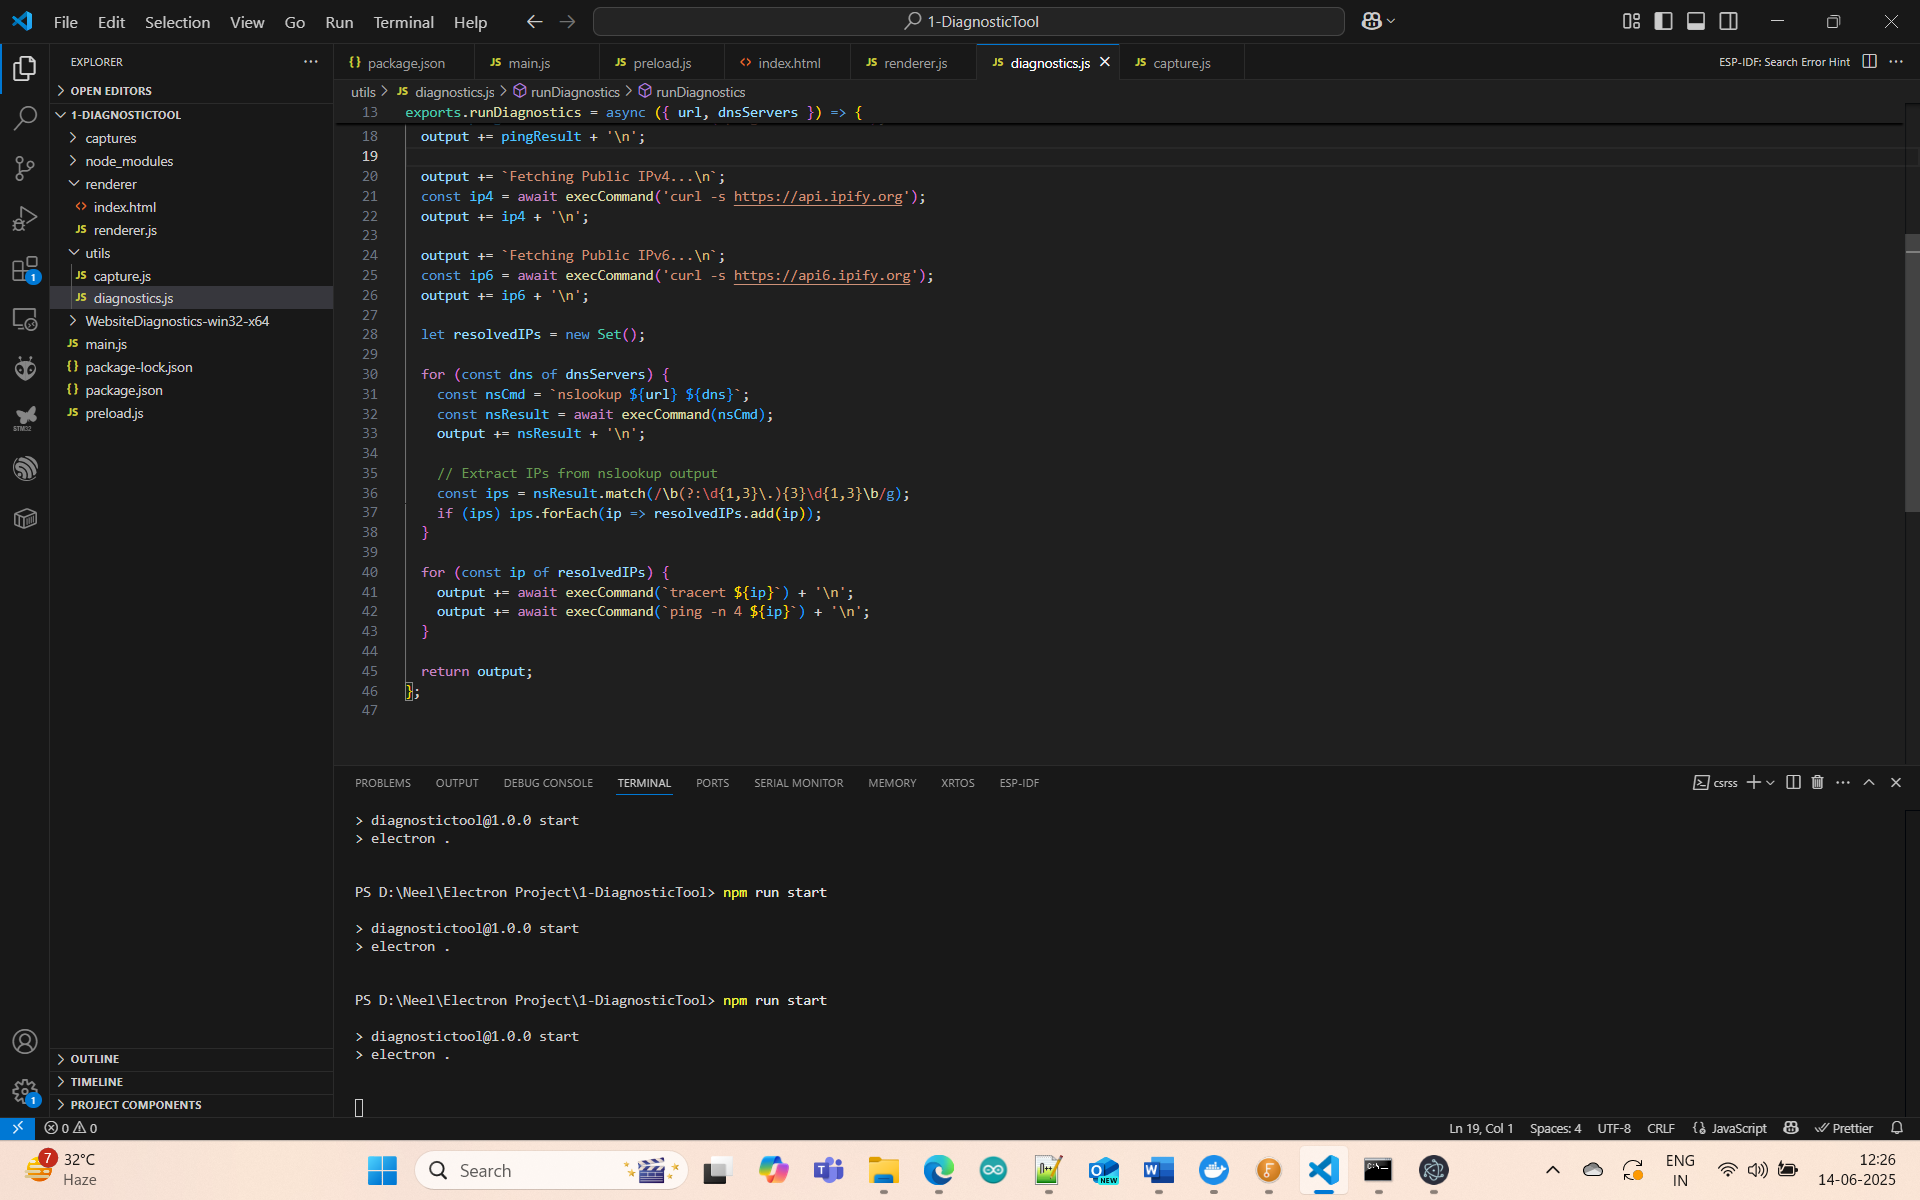 File Edit Selection View Go Run Terminal Help
1-DiagnosticTool
EXPLORER
OPEN EDITORS
1-DIAGNOSTICTOOL
captures
node_modules
renderer
index.html
renderer.js
utils
capture.js
diagnostics.js
WebsiteDiagnostics-win32-x64
main.js
package-lock.json
package.json
preload.js
OUTLINE
TIMELINE
PROJECT COMPONENTS
package.json main.js preload.js index.html renderer.js diagnostics.js capture.js
ESP-IDF: Search Error Hint
utils > JS diagnostics.js > runDiagnostics > runDiagnostics
13 exports.runDiagnostics = async ({ url, dnsServers }) => {
18 output += pingResult + '\n';
19
20 output += `Fetching Public IPv4...\n`;
21 const ip4 = await execCommand('curl -s https://api.ipify.org');
22 output += ip4 + '\n';
23
24 output += `Fetching Public IPv6...\n`;
25 const ip6 = await execCommand('curl -s https://api6.ipify.org');
26 output += ip6 + '\n';
27
28 let resolvedIPs = new Set();
29
30 for (const dns of dnsServers) {
31 const nsCmd = `nslookup ${url} ${dns}`;
32 const nsResult = await execCommand(nsCmd);
33 output += nsResult + '\n';
34
35 // Extract IPs from nslookup output
36 const ips = nsResult.match(/\b(?:\d{1,3}\.){3}\d{1,3}\b/g);
37 if (ips) ips.forEach(ip => resolvedIPs.add(ip));
38 }
39
40 for (const ip of resolvedIPs) {
41 output += await execCommand(`tracert ${ip}`) + '\n';
42 output += await execCommand(`ping -n 4 ${ip}`) + '\n';
43 }
44
45 return output;
46 };
47
PROBLEMS OUTPUT DEBUG CONSOLE TERMINAL PORTS SERIAL MONITOR MEMORY XRTOS ESP-IDF
csrss
> diagnostictool@1.0.0 start
> electron .
PS D:\Neel\Electron Project\1-DiagnosticTool> npm run start
> diagnostictool@1.0.0 start
> electron .
PS D:\Neel\Electron Project\1-DiagnosticTool> npm run start
> diagnostictool@1.0.0 start
> electron .
0 0
Ln 19, Col 1 Spaces: 4 UTF-8 CRLF JavaScript Prettier
7 32°C
Haze
Search
ENG
IN
12:26
14-06-2025